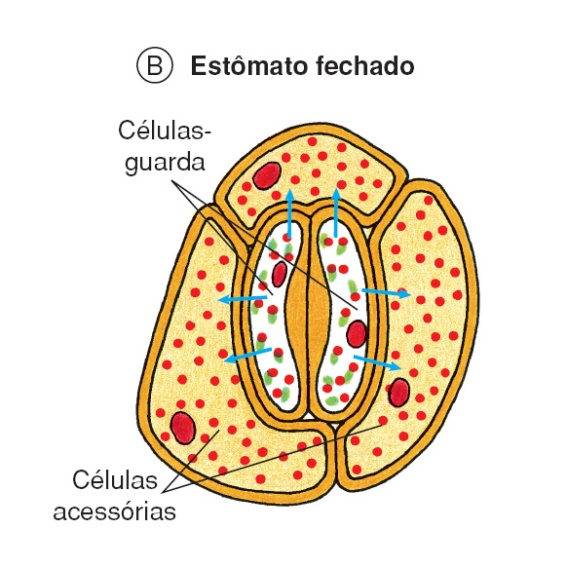 B Estômato fechado
Células-
guarda
Células
acessórias